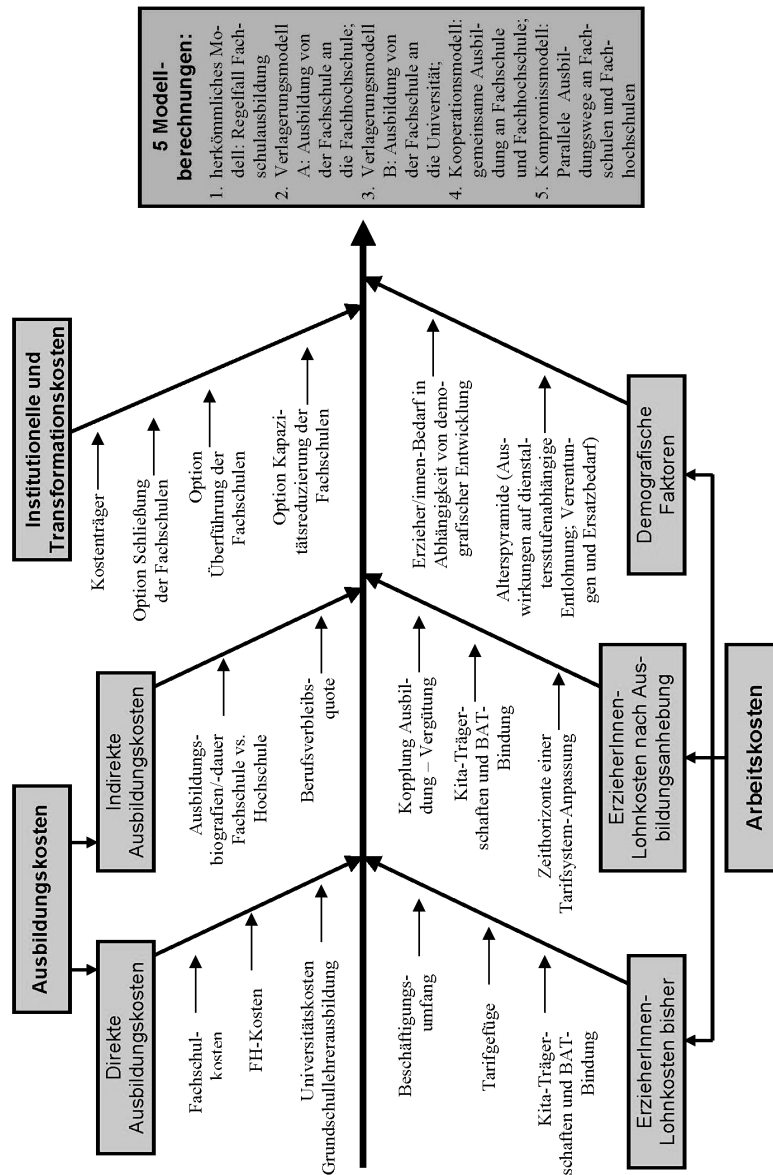 Ausbildungskosten
Direkte
Ausbildungskosten
Fachschul-
kosten
FH-Kosten
Universitätskosten
Grundschullehrerausbildung
Indirekte
Ausbildungskosten
Ausbildungs-
biografien/-dauer
Fachschule vs.
Hochschule
Berufsverbleibs-
quote
Institutionelle und
Transformationskosten
Kostenträger
Option Schließung
der Fachschulen
Option
Überführung der
Fachschulen
Option Kapazi-
tätsreduzierung der
Fachschulen
Beschäftigungs-
umfang
Tarifgefüge
Kita-Träger-
schaften und BAT-
Bindung
ErzieherInnen-
Lohnkosten bisher
Kopplung Ausbil-
dung – Vergütung
Kita-Träger-
schaften und BAT-
Bindung
Zeithorizonte einer
Tarifsystem-Anpassung
ErzieherInnen-
Lohnkosten nach Aus-
bildungsanhebung
Erzieher/innen-Bedarf in
Abhängigkeit von demo-
grafischer Entwicklung
Alterspyramide (Aus-
wirkungen auf dienstal-
tersstufenabhängige
Entlohnung; Verrentun-
gen und Ersatzbedarf)
Demografische
Faktoren
Arbeitskosten
5 Modell-
berechnungen:
1. herkömmliches Mo-
dell: Regelfall Fach-
schulausbildung
2. Verlagerungsmodell
A: Ausbildung von
der Fachschule an
die Fachhochschule;
3. Verlagerungsmodell
B: Ausbildung von
der Fachschule an
die Universität;
4. Kooperationsmodell:
gemeinsame Ausbil-
dung an Fachschule
und Fachhochschule;
5. Kompromissmodell:
Parallele Ausbil-
dungswege an Fach-
schulen und Fach-
hochschulen